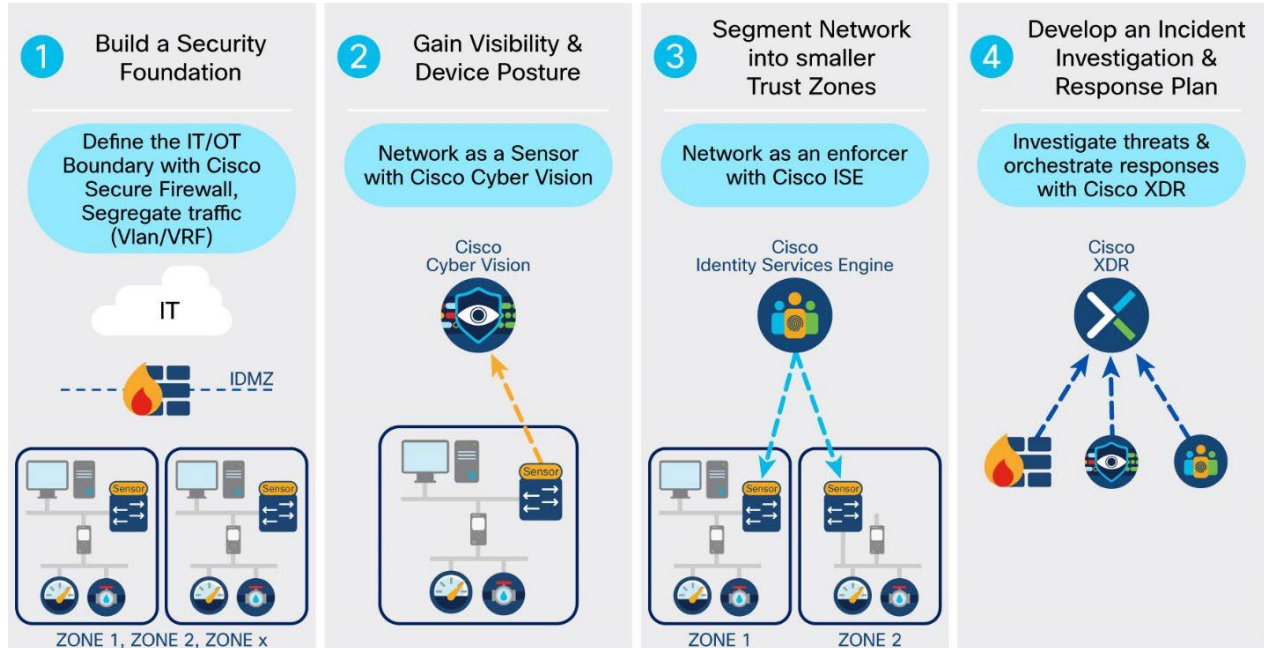 1
Build a Security
Foundation
Define the IT/OT
Boundary with Cisco
Secure Firewall,
Segregate traffic
(Vlan/VRF)
IT
IDMZ
Sensor
Sensor
ZONE 1, ZONE 2, ZONE x
2
Gain Visibility &
Device Posture
Network as a Sensor
with Cisco Cyber Vision
Cisco
Cyber Vision
Sensor
3
Segment Network
into smaller
Trust Zones
Network as an enforcer
with Cisco ISE
Cisco
Identity Services Engine
Sensor
Sensor
ZONE 1
ZONE 2
4
Develop an Incident
Investigation &
Response Plan
Investigate threats &
orchestrate responses
with Cisco XDR
Cisco
XDR